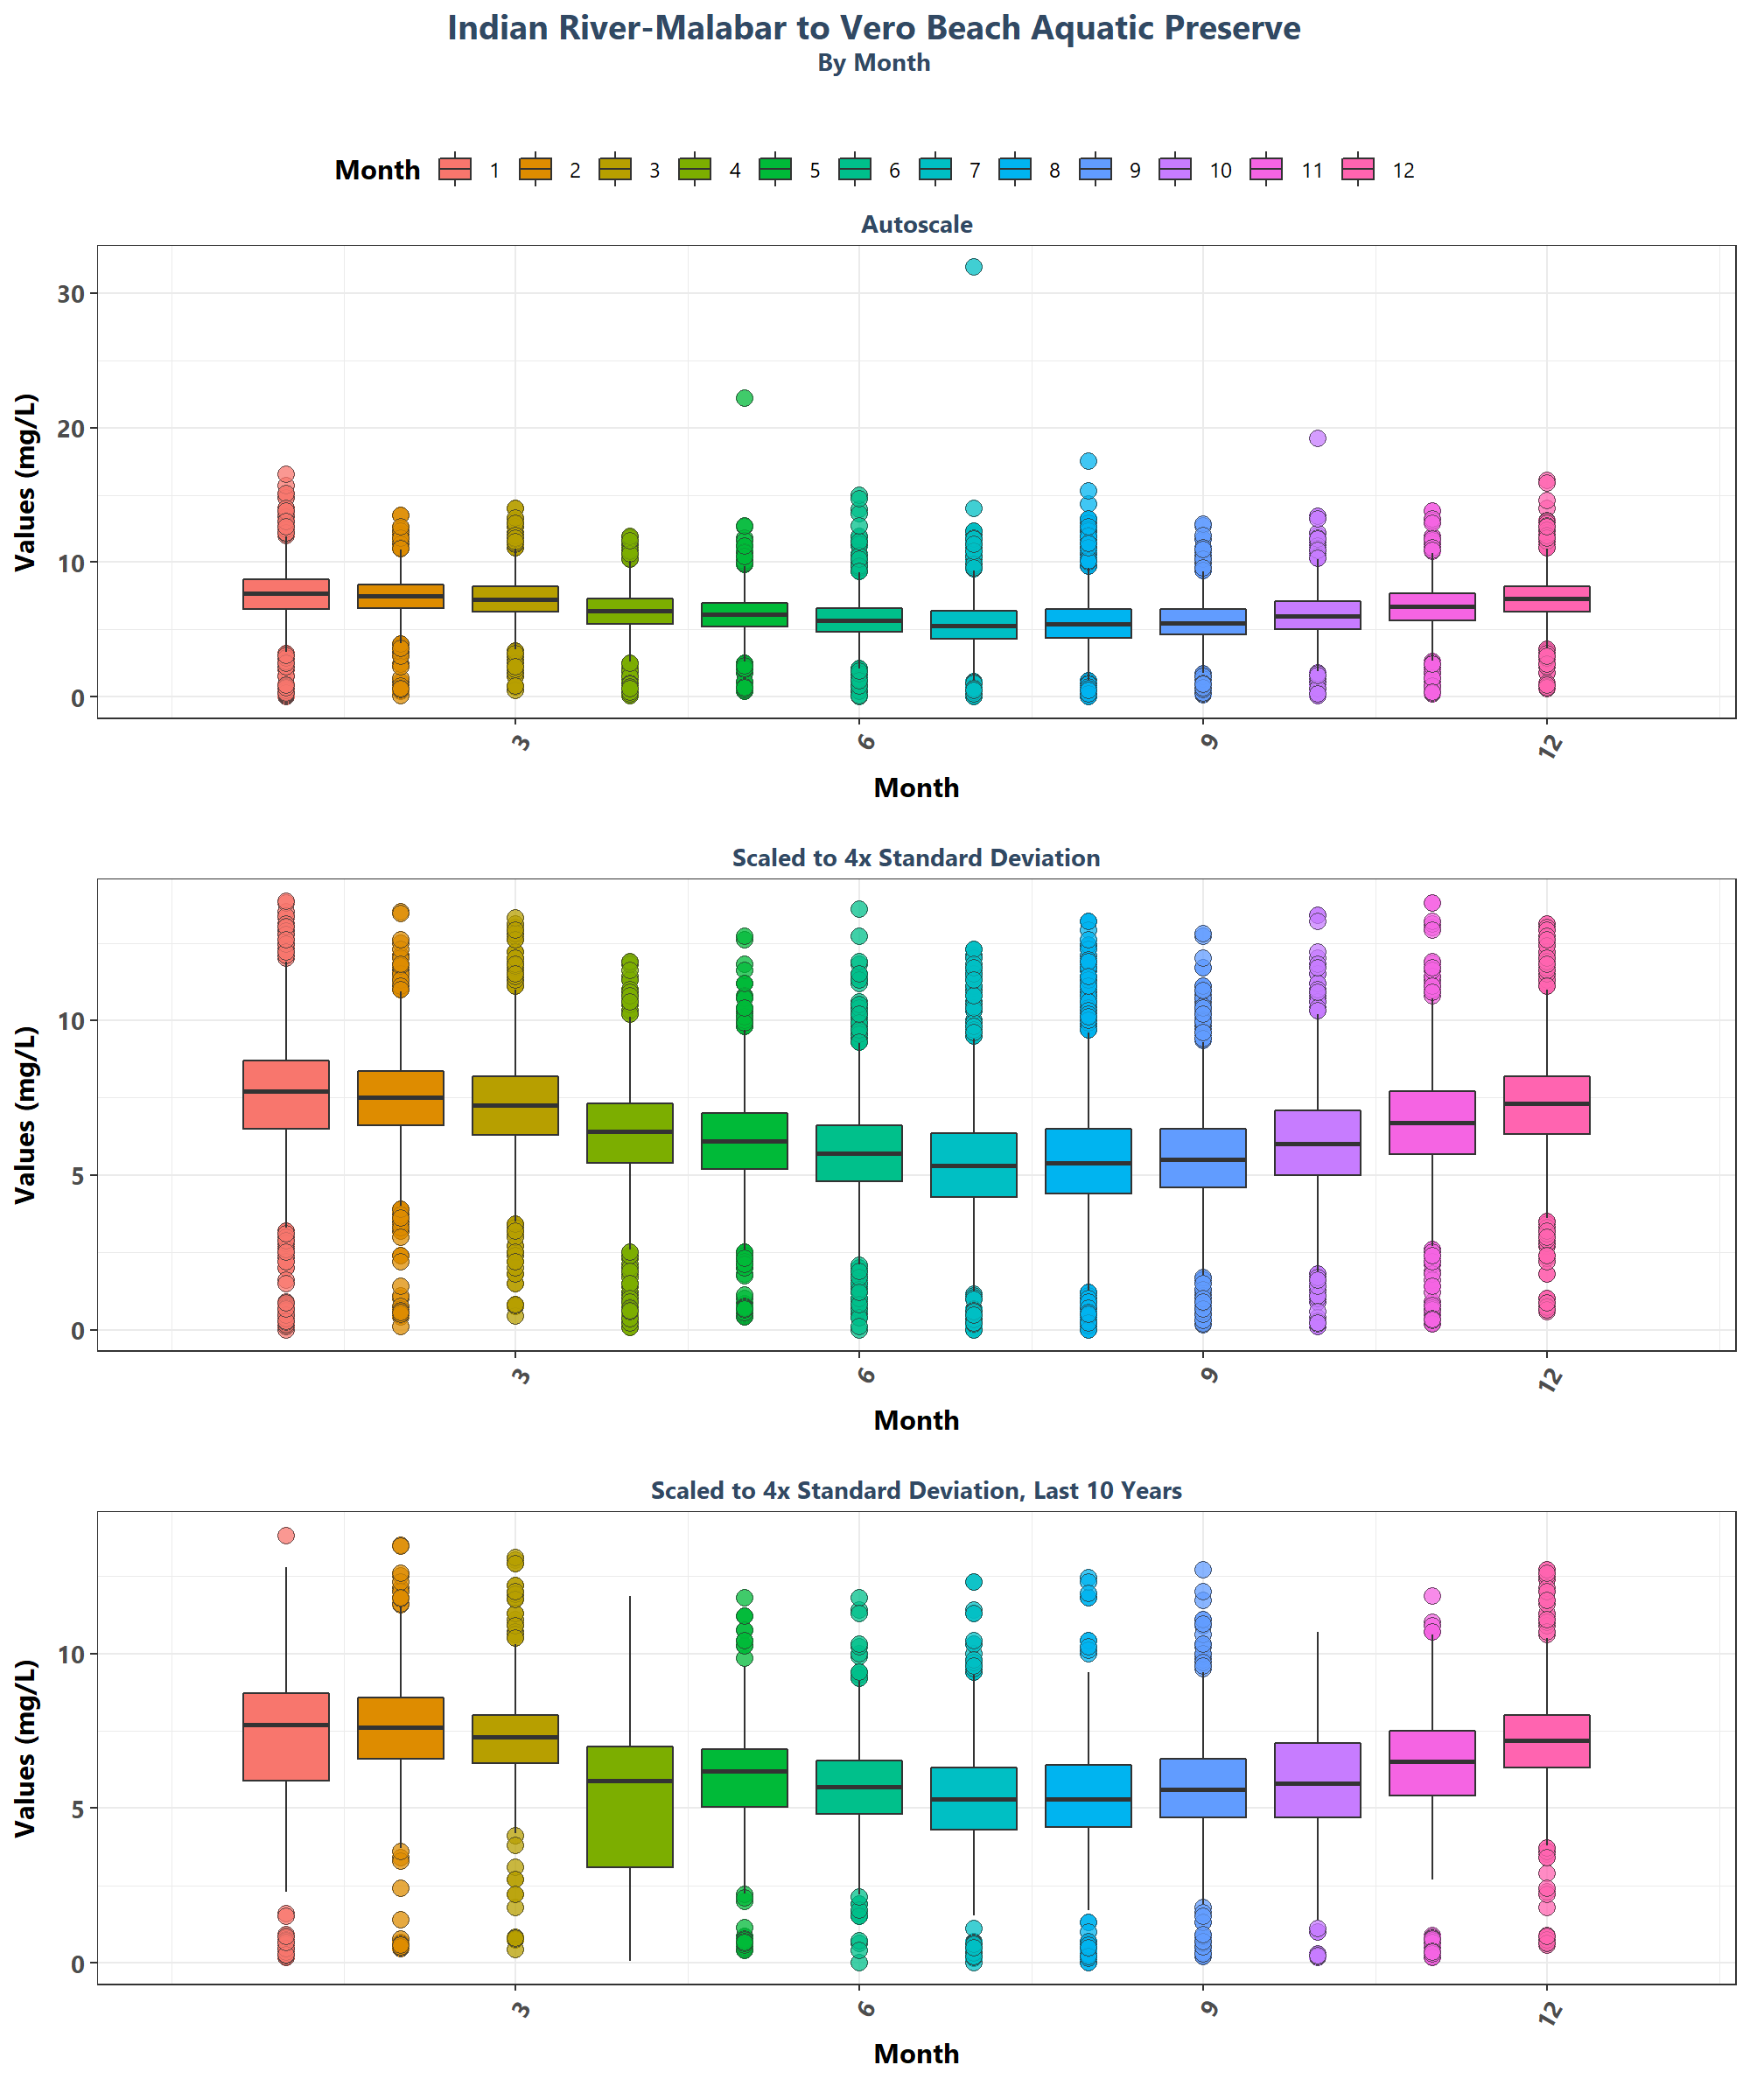 Indian River-Malabar to Vero Beach Aquatic Preserve
By Month
Month 1 2 3 4 5 6 7 8 9 10 11 12
Autoscale
Values (mg/L)
30
20
10
0
3 6 9 12
Month
Scaled to 4x Standard Deviation
Values (mg/L)
10
5
0
3 6 9 12
Month
Scaled to 4x Standard Deviation, Last 10 Years
Values (mg/L)
10
5
0
3 6 9 12
Month